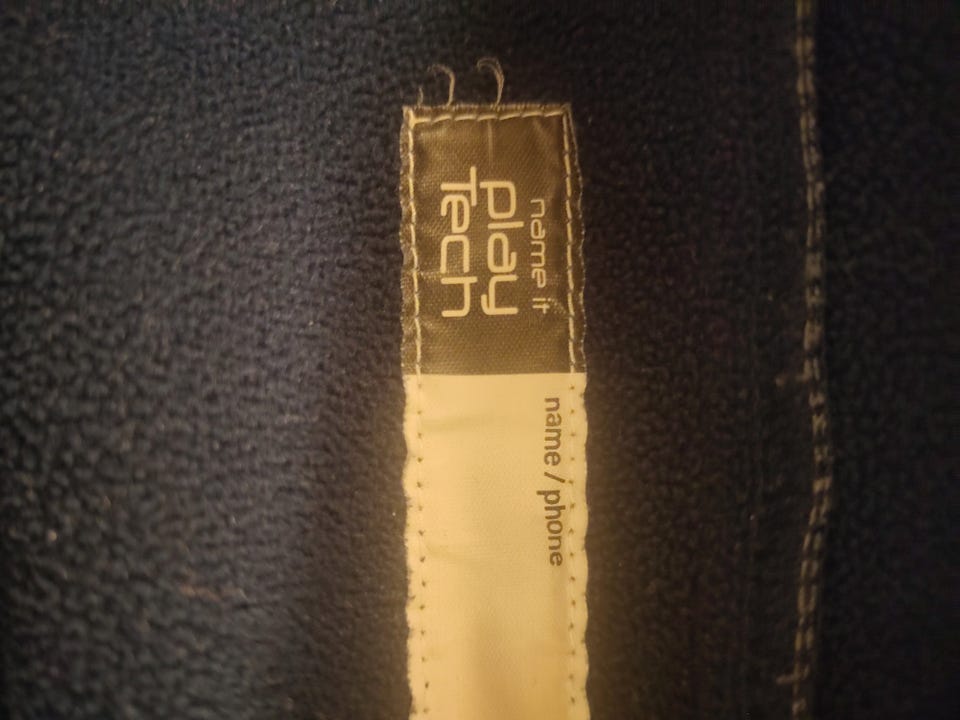 name it
play
Tech
name / phone